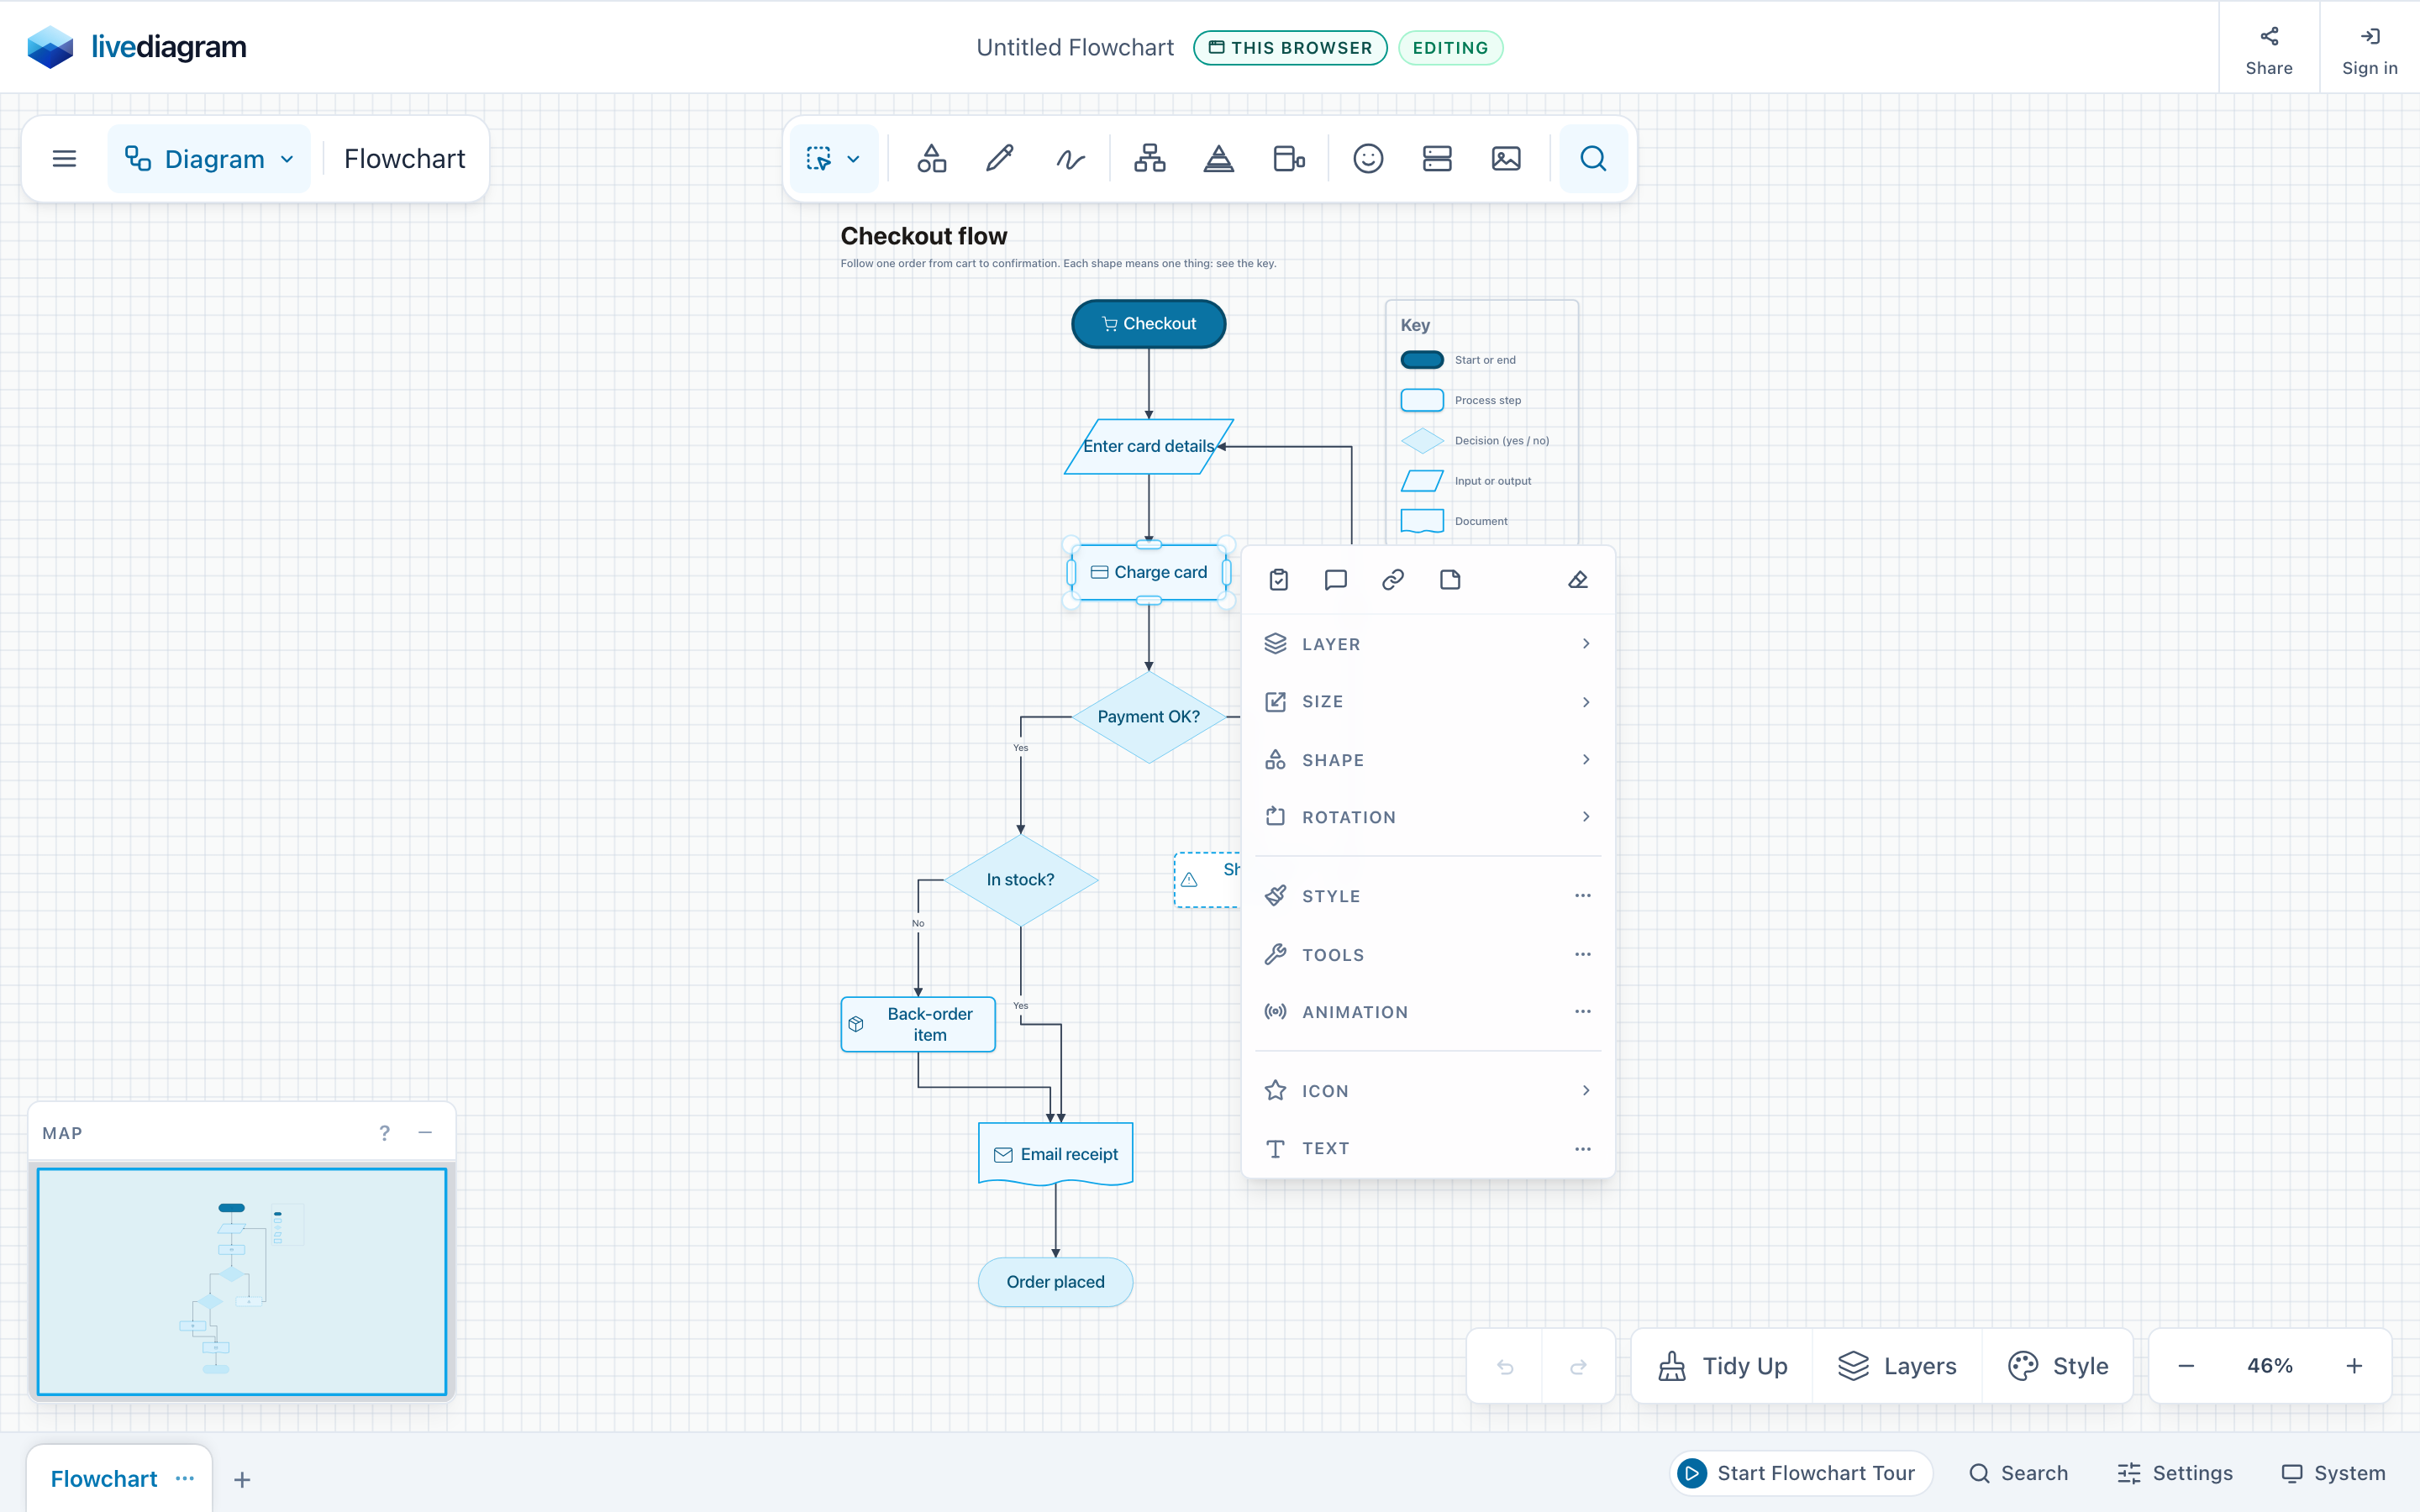 livediagram
Untitled Flowchart
THIS BROWSER
EDITING
Share
Sign in
Diagram
Flowchart
Checkout flow
Follow one order from cart to confirmation. Each shape means one thing: see the key.
Checkout
Key
Start or end
Process step
Decision (yes / no)
Input or output
Document
Enter card details
Charge card
Payment OK?
Yes
In stock?
Sh
No
Yes
Back-order
item
Email receipt
Order placed
LAYER
SIZE
SHAPE
ROTATION
STYLE
TOOLS
ANIMATION
ICON
TEXT
MAP
?
Tidy Up
Layers
Style
46%
Flowchart
Start Flowchart Tour
Search
Settings
System